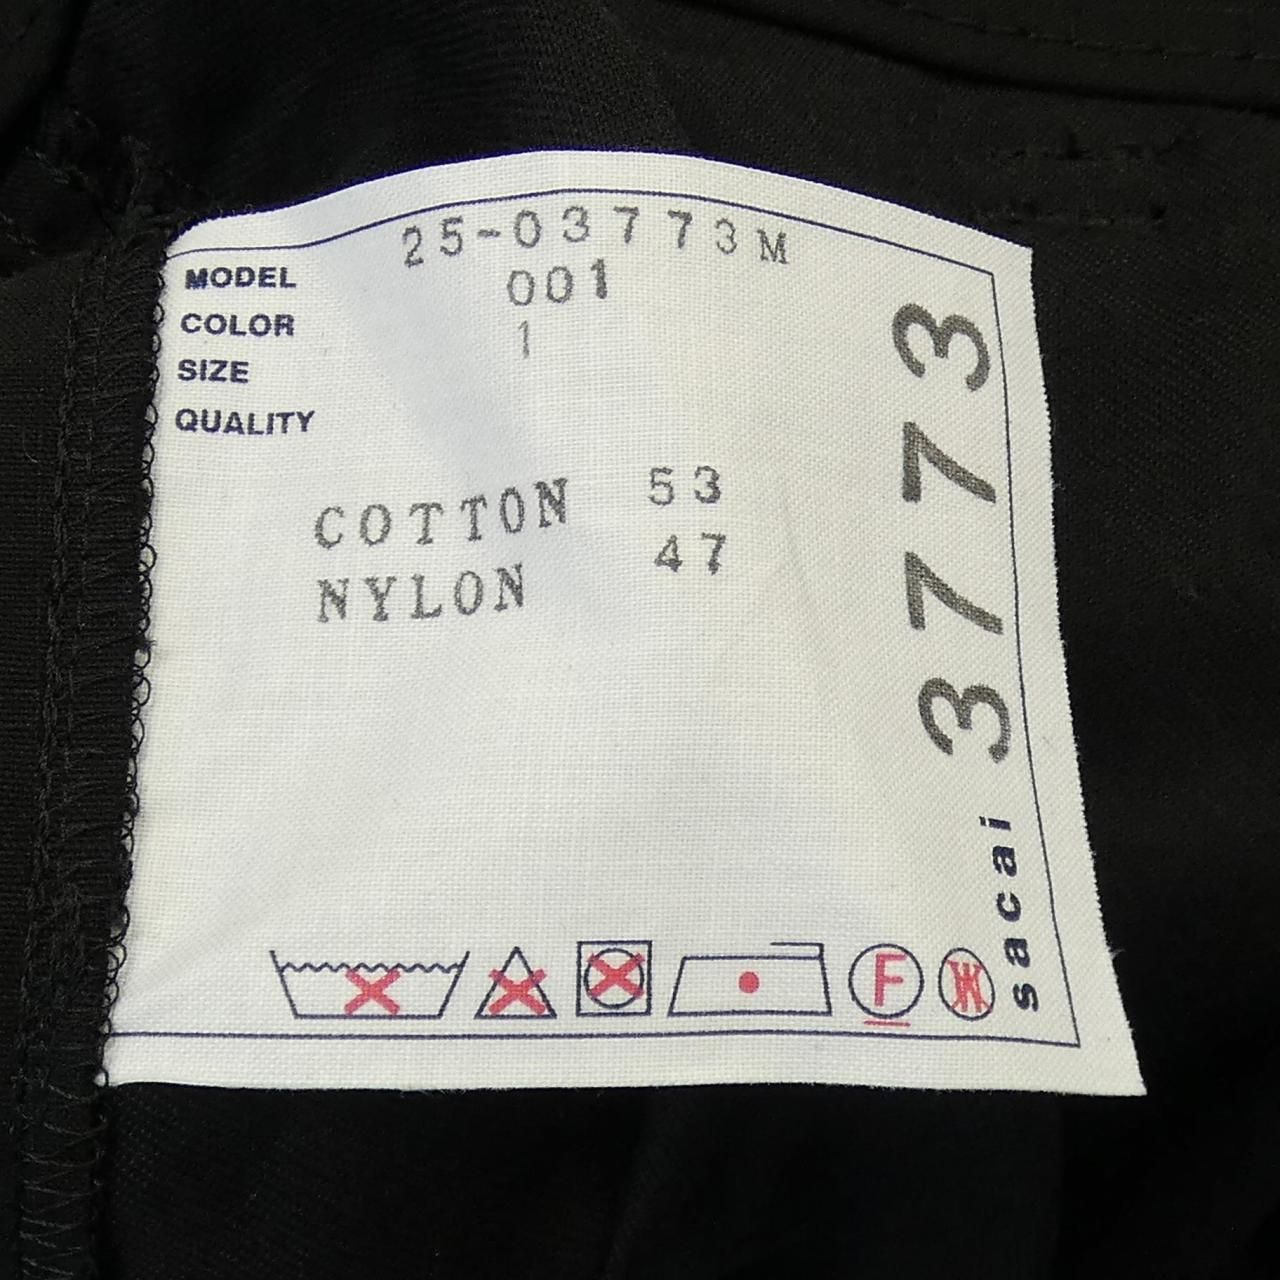 MODEL 25-03773M
COLOR 001
SIZE 1
QUALITY
COTTON 53
NYLON 47
3773
sacai
F
W